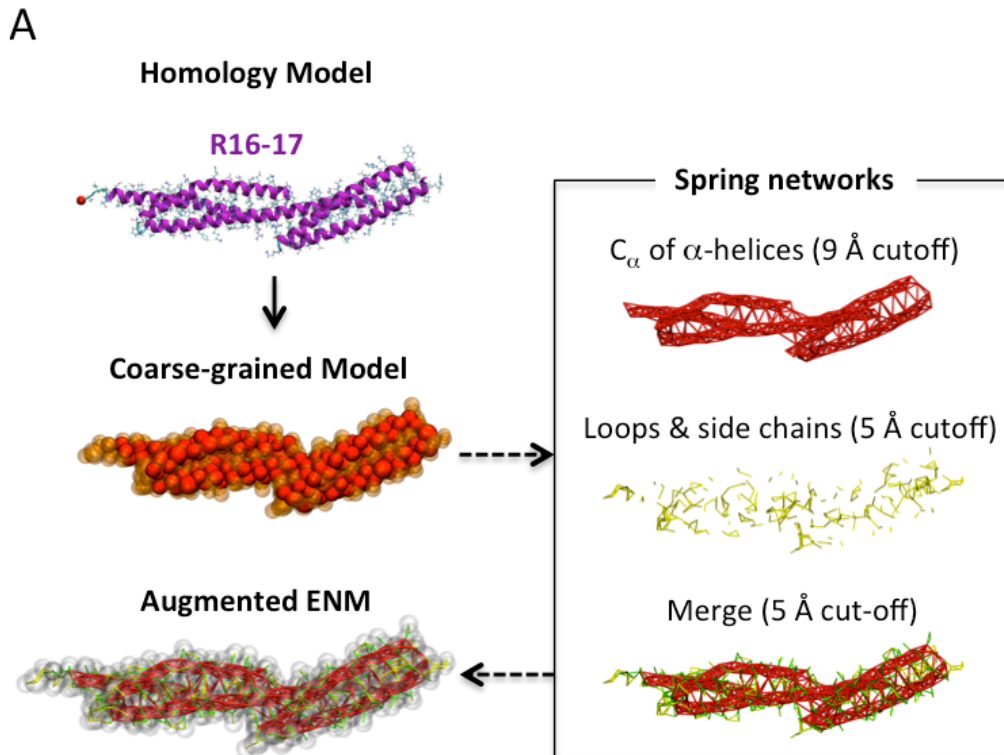 A
Homology Model
R16-17
Coarse-grained Model
Augmented ENM
Spring networks
Cα of α-helices (9 Å cutoff)
Loops & side chains (5 Å cutoff)
Merge (5 Å cut-off)